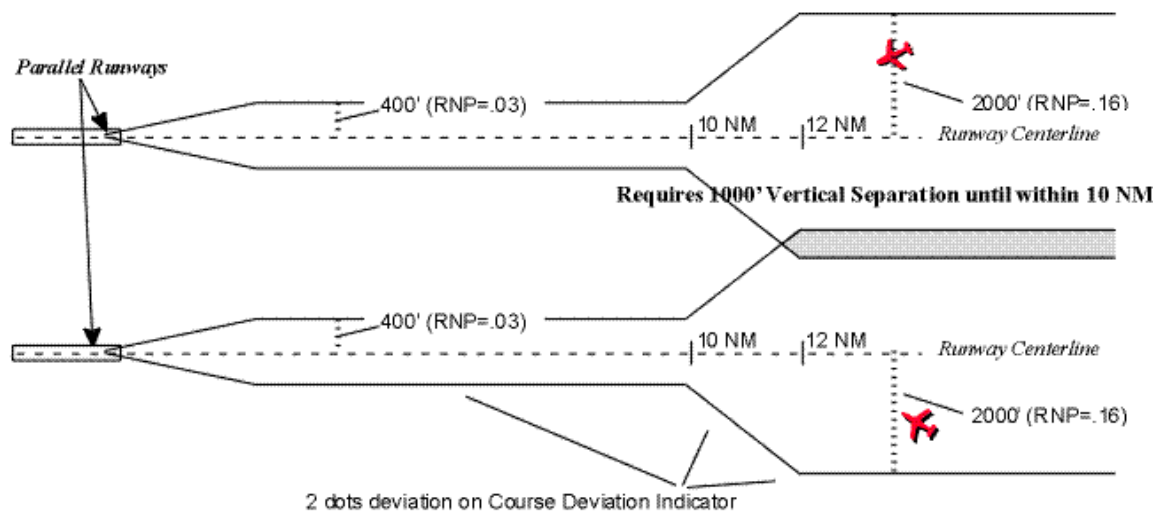 Parallel Runways
400' (RNP=.03)
2000' (RNP=.16)
10 NM
12 NM
Runway Centerline
Requires 1000' Vertical Separation until within 10 NM
400' (RNP=.03)
10 NM
12 NM
Runway Centerline
2000' (RNP=.16)
2 dots deviation on Course Deviation Indicator